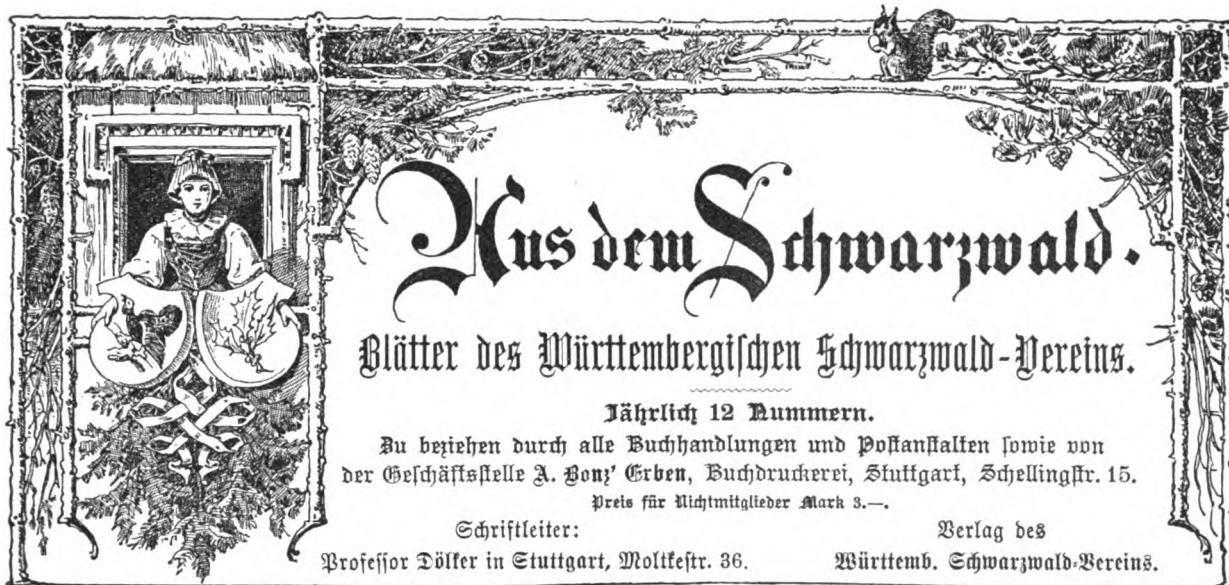 Aus dem Schwarzwald.
Blätter des Württembergischen Schwarzwald-Vereins.
Jährlich 12 Nummern.
Zu beziehen durch alle Buchhandlungen und Postanstalten sowie von
der Geschäftsstelle A. Bonz' Erben, Buchdruckerei, Stuttgart, Schellingstr. 15.
Preis für Nichtmitglieder Mark 3.—.
Schriftleiter:
Professor Dölker in Stuttgart, Moltkestr. 36.
Verlag des
Württemb. Schwarzwald-Vereins.